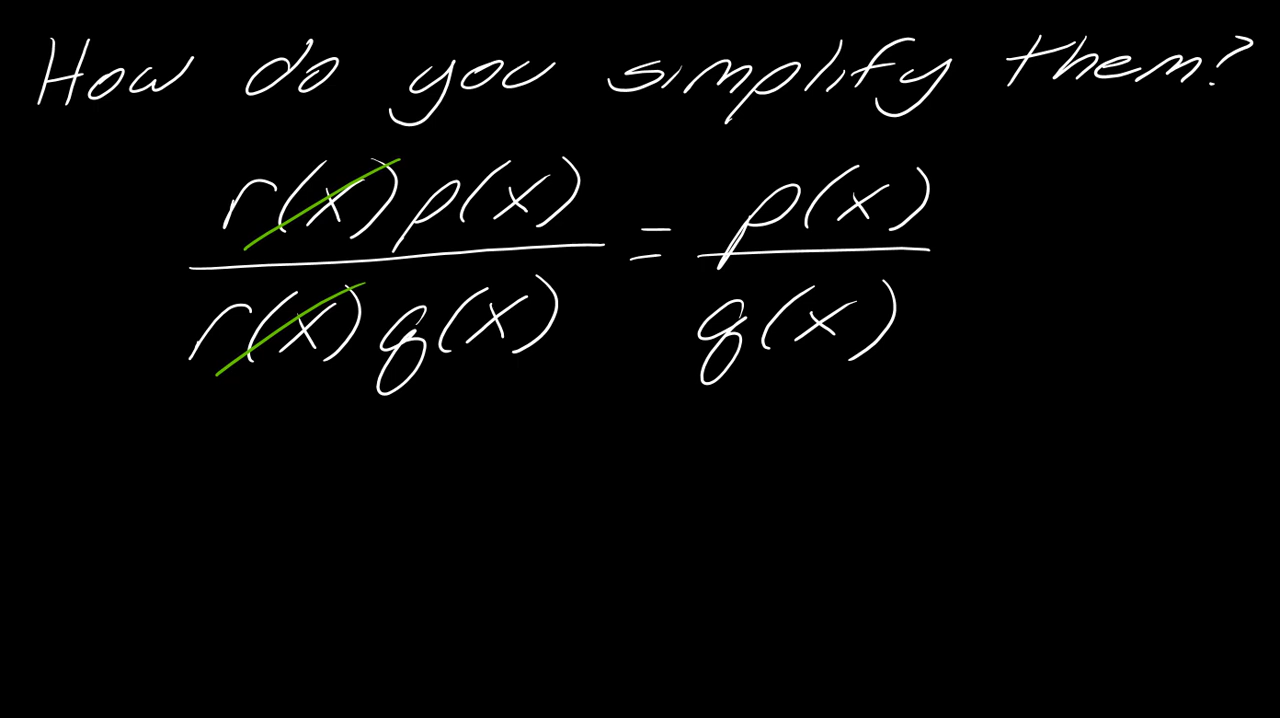 How do you simplify them?
r(x)p(x) / r(x)q(x) = p(x) / q(x)